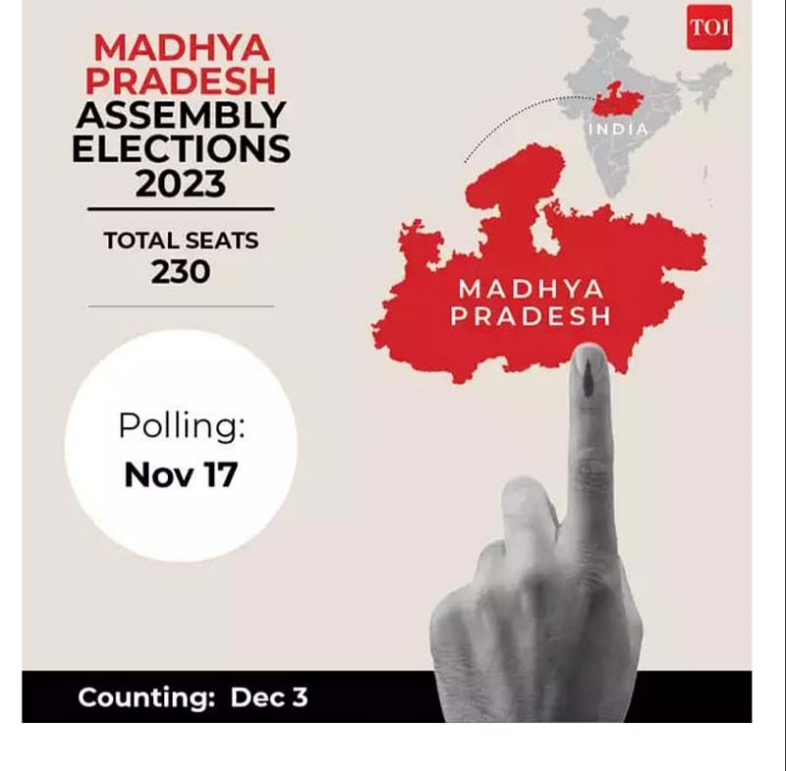 MADHYA
PRADESH
ASSEMBLY
ELECTIONS
2023
TOTAL SEATS
230
Polling:
Nov 17
Counting: Dec 3
TOI
INDIA
MADHYA
PRADESH